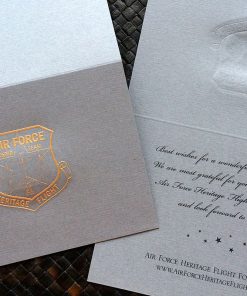 AIR FORCE
HERITAGE FLIGHT
Best wishes for a wonderful
We are most grateful for your
Air Force Heritage Flight
and look forward to
Air Force Heritage Flight Fo
www.AirForceHeritageFligh